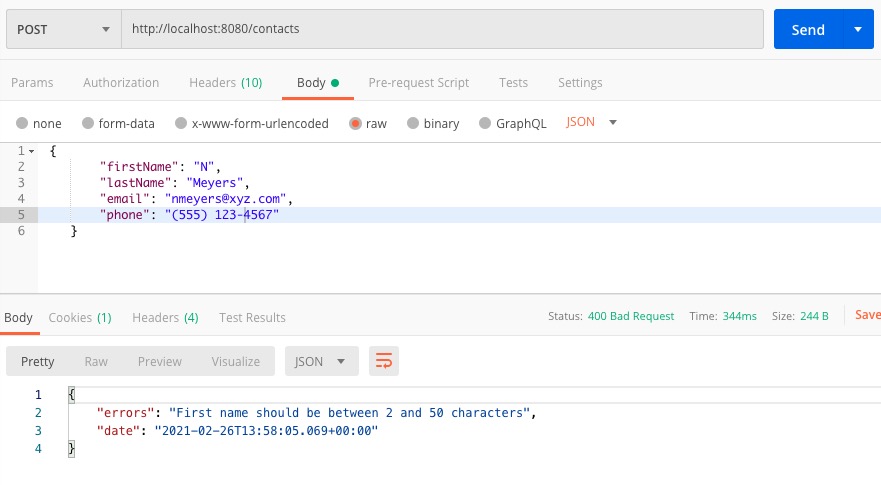 POST http://localhost:8080/contacts Send
Params Authorization Headers (10) Body Pre-request Script Tests Settings
none form-data x-www-form-urlencoded raw binary GraphQL JSON
1 {
2 "firstName": "N",
3 "lastName": "Meyers",
4 "email": "nmeyers@xyz.com",
5 "phone": "(555) 123-4567"
6 }
Body Cookies (1) Headers (4) Test Results Status: 400 Bad Request Time: 344ms Size: 244 B Save
Pretty Raw Preview Visualize JSON
1 {
2 "errors": "First name should be between 2 and 50 characters",
3 "date": "2021-02-26T13:58:05.069+00:00"
4 }